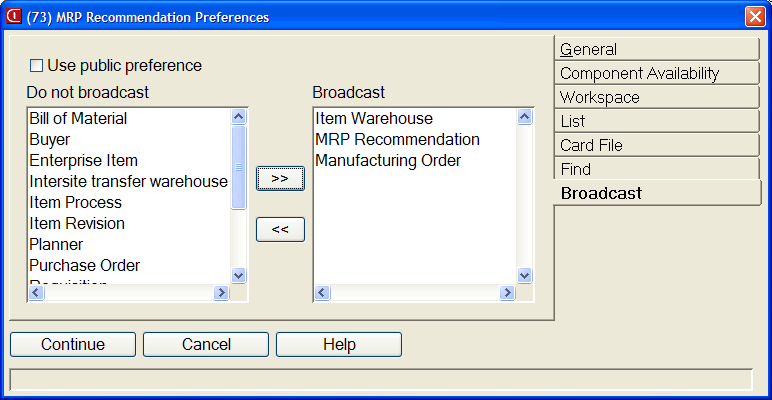 (73) MRP Recommendation Preferences
Use public preference
Do not broadcast
Bill of Material
Buyer
Enterprise Item
Intersite transfer warehouse
Item Process
Item Revision
Planner
Purchase Order
Requisition
>>
<<
Broadcast
Item Warehouse
MRP Recommendation
Manufacturing Order
General
Component Availability
Workspace
List
Card File
Find
Broadcast
Continue
Cancel
Help